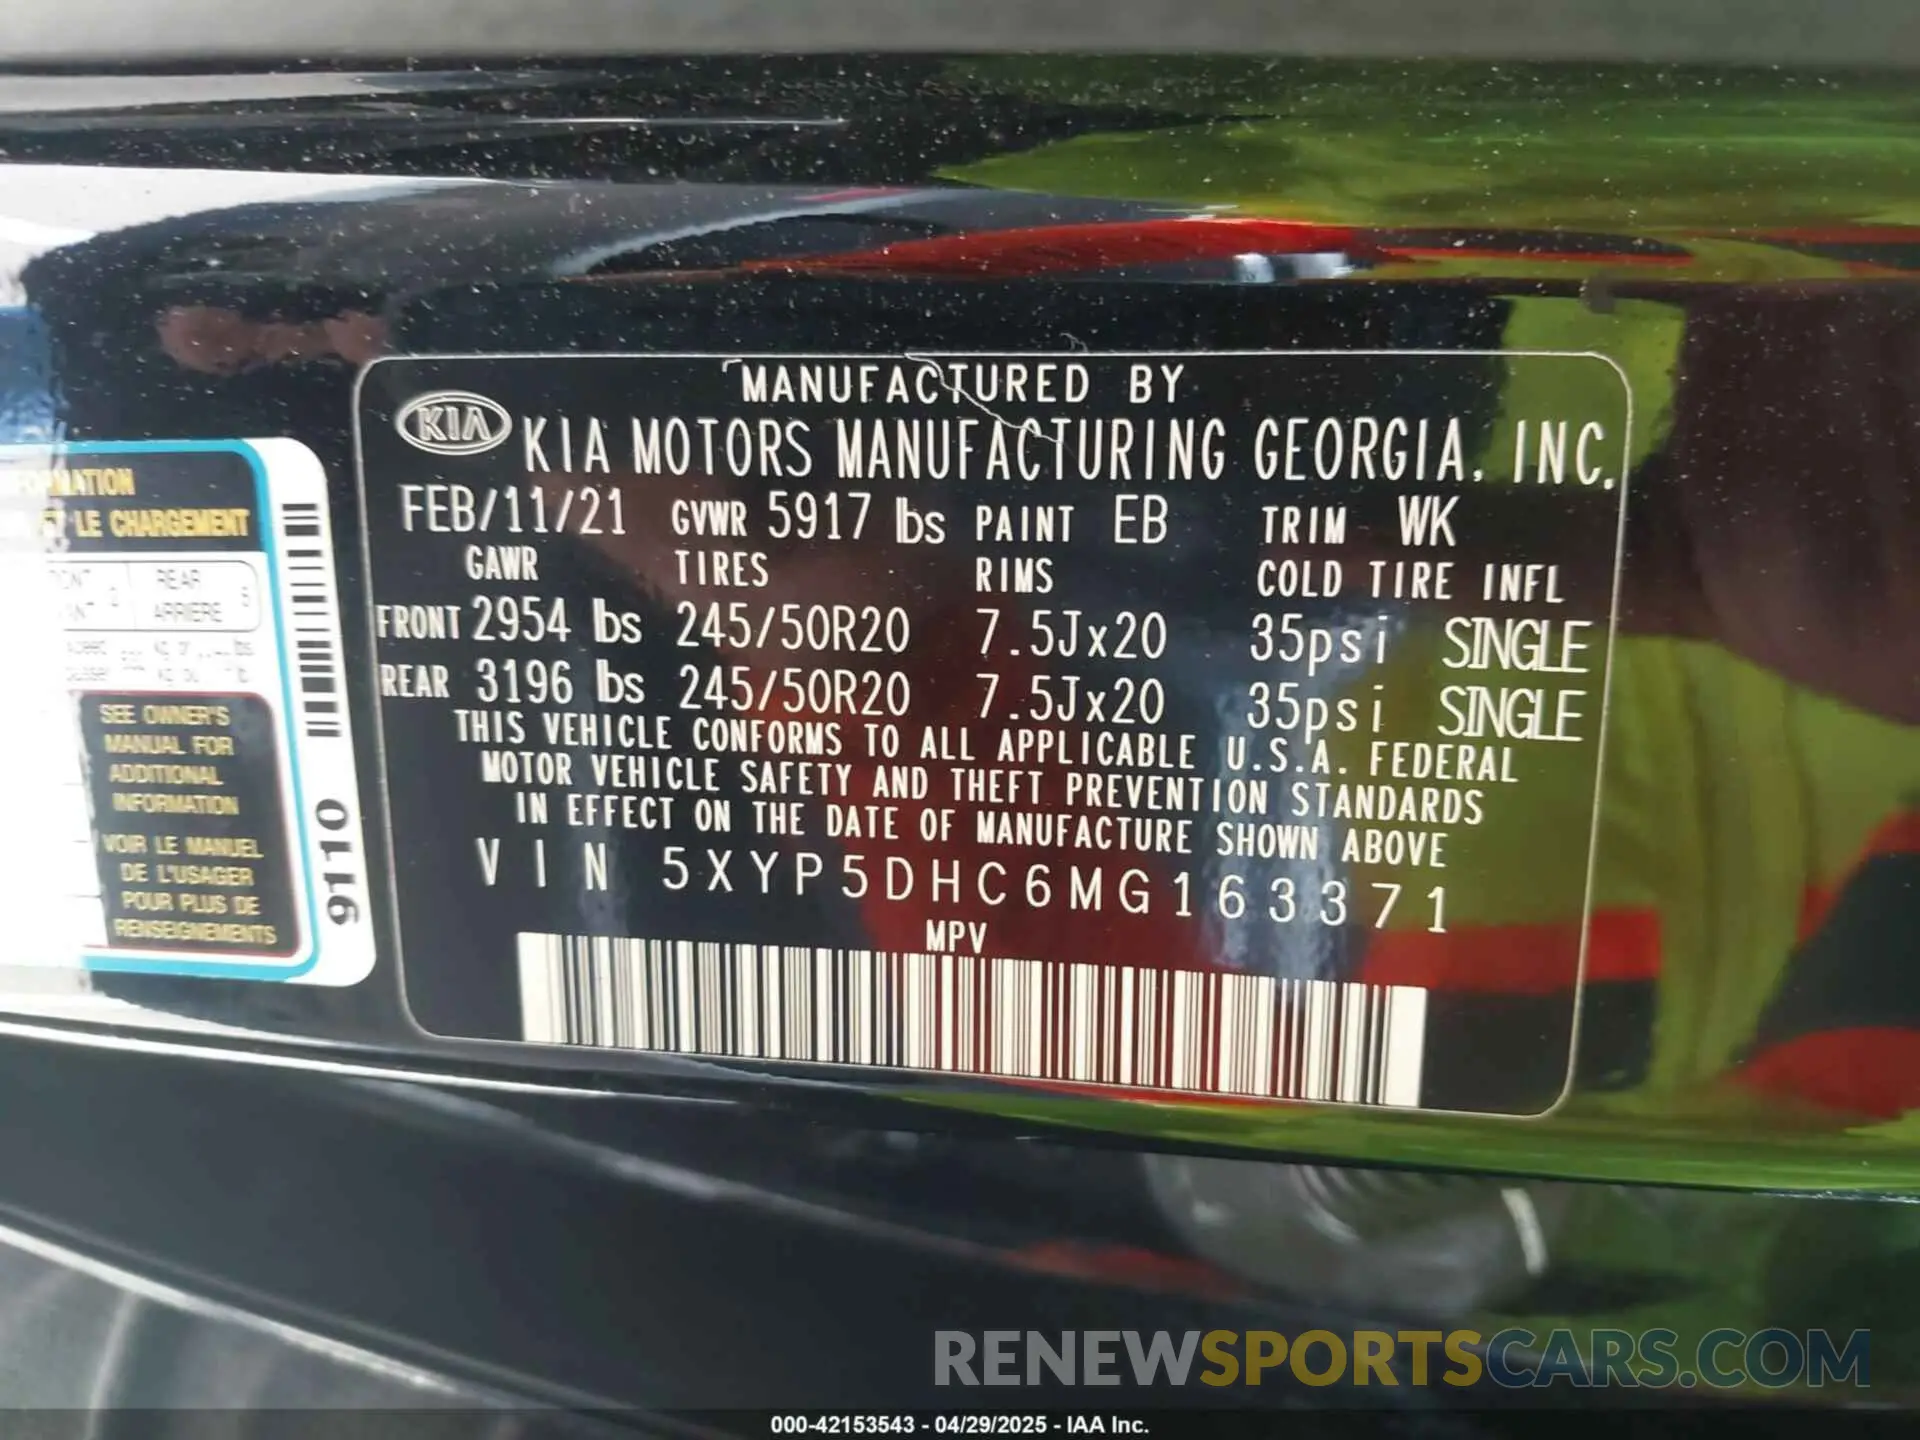 MANUFACTURED BY
KIA KIA MOTORS MANUFACTURING GEORGIA, INC.
FEB/11/21 GVWR 5917 lbs PAINT EB TRIM WK
GAWR TIRES RIMS COLD TIRE INFL
FRONT 2954 lbs 245/50R20 7.5Jx20 35psi SINGLE
REAR 3196 lbs 245/50R20 7.5Jx20 35psi SINGLE
THIS VEHICLE CONFORMS TO ALL APPLICABLE U.S.A. FEDERAL
MOTOR VEHICLE SAFETY AND THEFT PREVENTION STANDARDS
IN EFFECT ON THE DATE OF MANUFACTURE SHOWN ABOVE
VIN 5XYP5DHC6MG163371
MPV
LE CHARGEMENT
REAR
ARRIERE
SEE OWNER'S
MANUAL FOR
ADDITIONAL
INFORMATION
VOIR LE MANUEL
DE L'USAGER
POUR PLUS DE
RENSEIGNEMENTS
9110
RENEWSPORTSCARS.COM
000-42153543 - 04/29/2025 - IAA Inc.